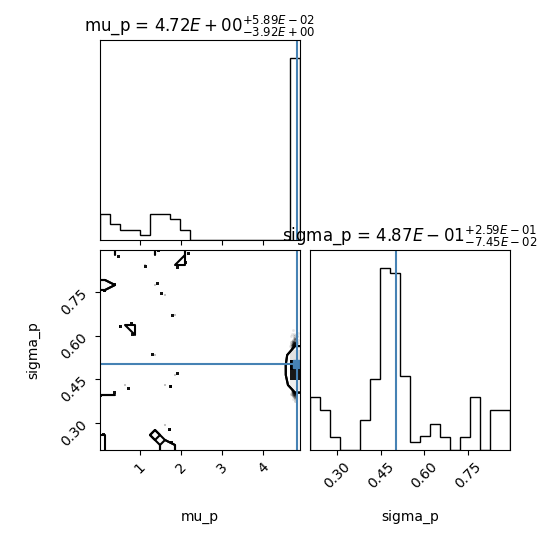 mu_p = 4.72E + 00+5.89E − 02
−3.92E + 00
sigma_p = 4.87E − 01+2.59E − 01
−7.45E − 02
0.75
0.60
0.45
0.30
sigma_p
1 2 3 4
0.30 0.45 0.60 0.75
mu_p
sigma_p